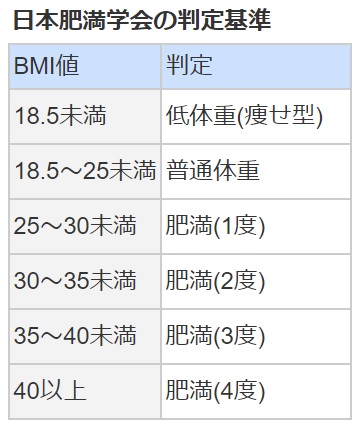 日本肥満学会の判定基準
BMI値 判定
18.5未満 低体重(痩せ型)
18.5～25未満 普通体重
25～30未満 肥満(1度)
30～35未満 肥満(2度)
35～40未満 肥満(3度)
40以上 肥満(4度)